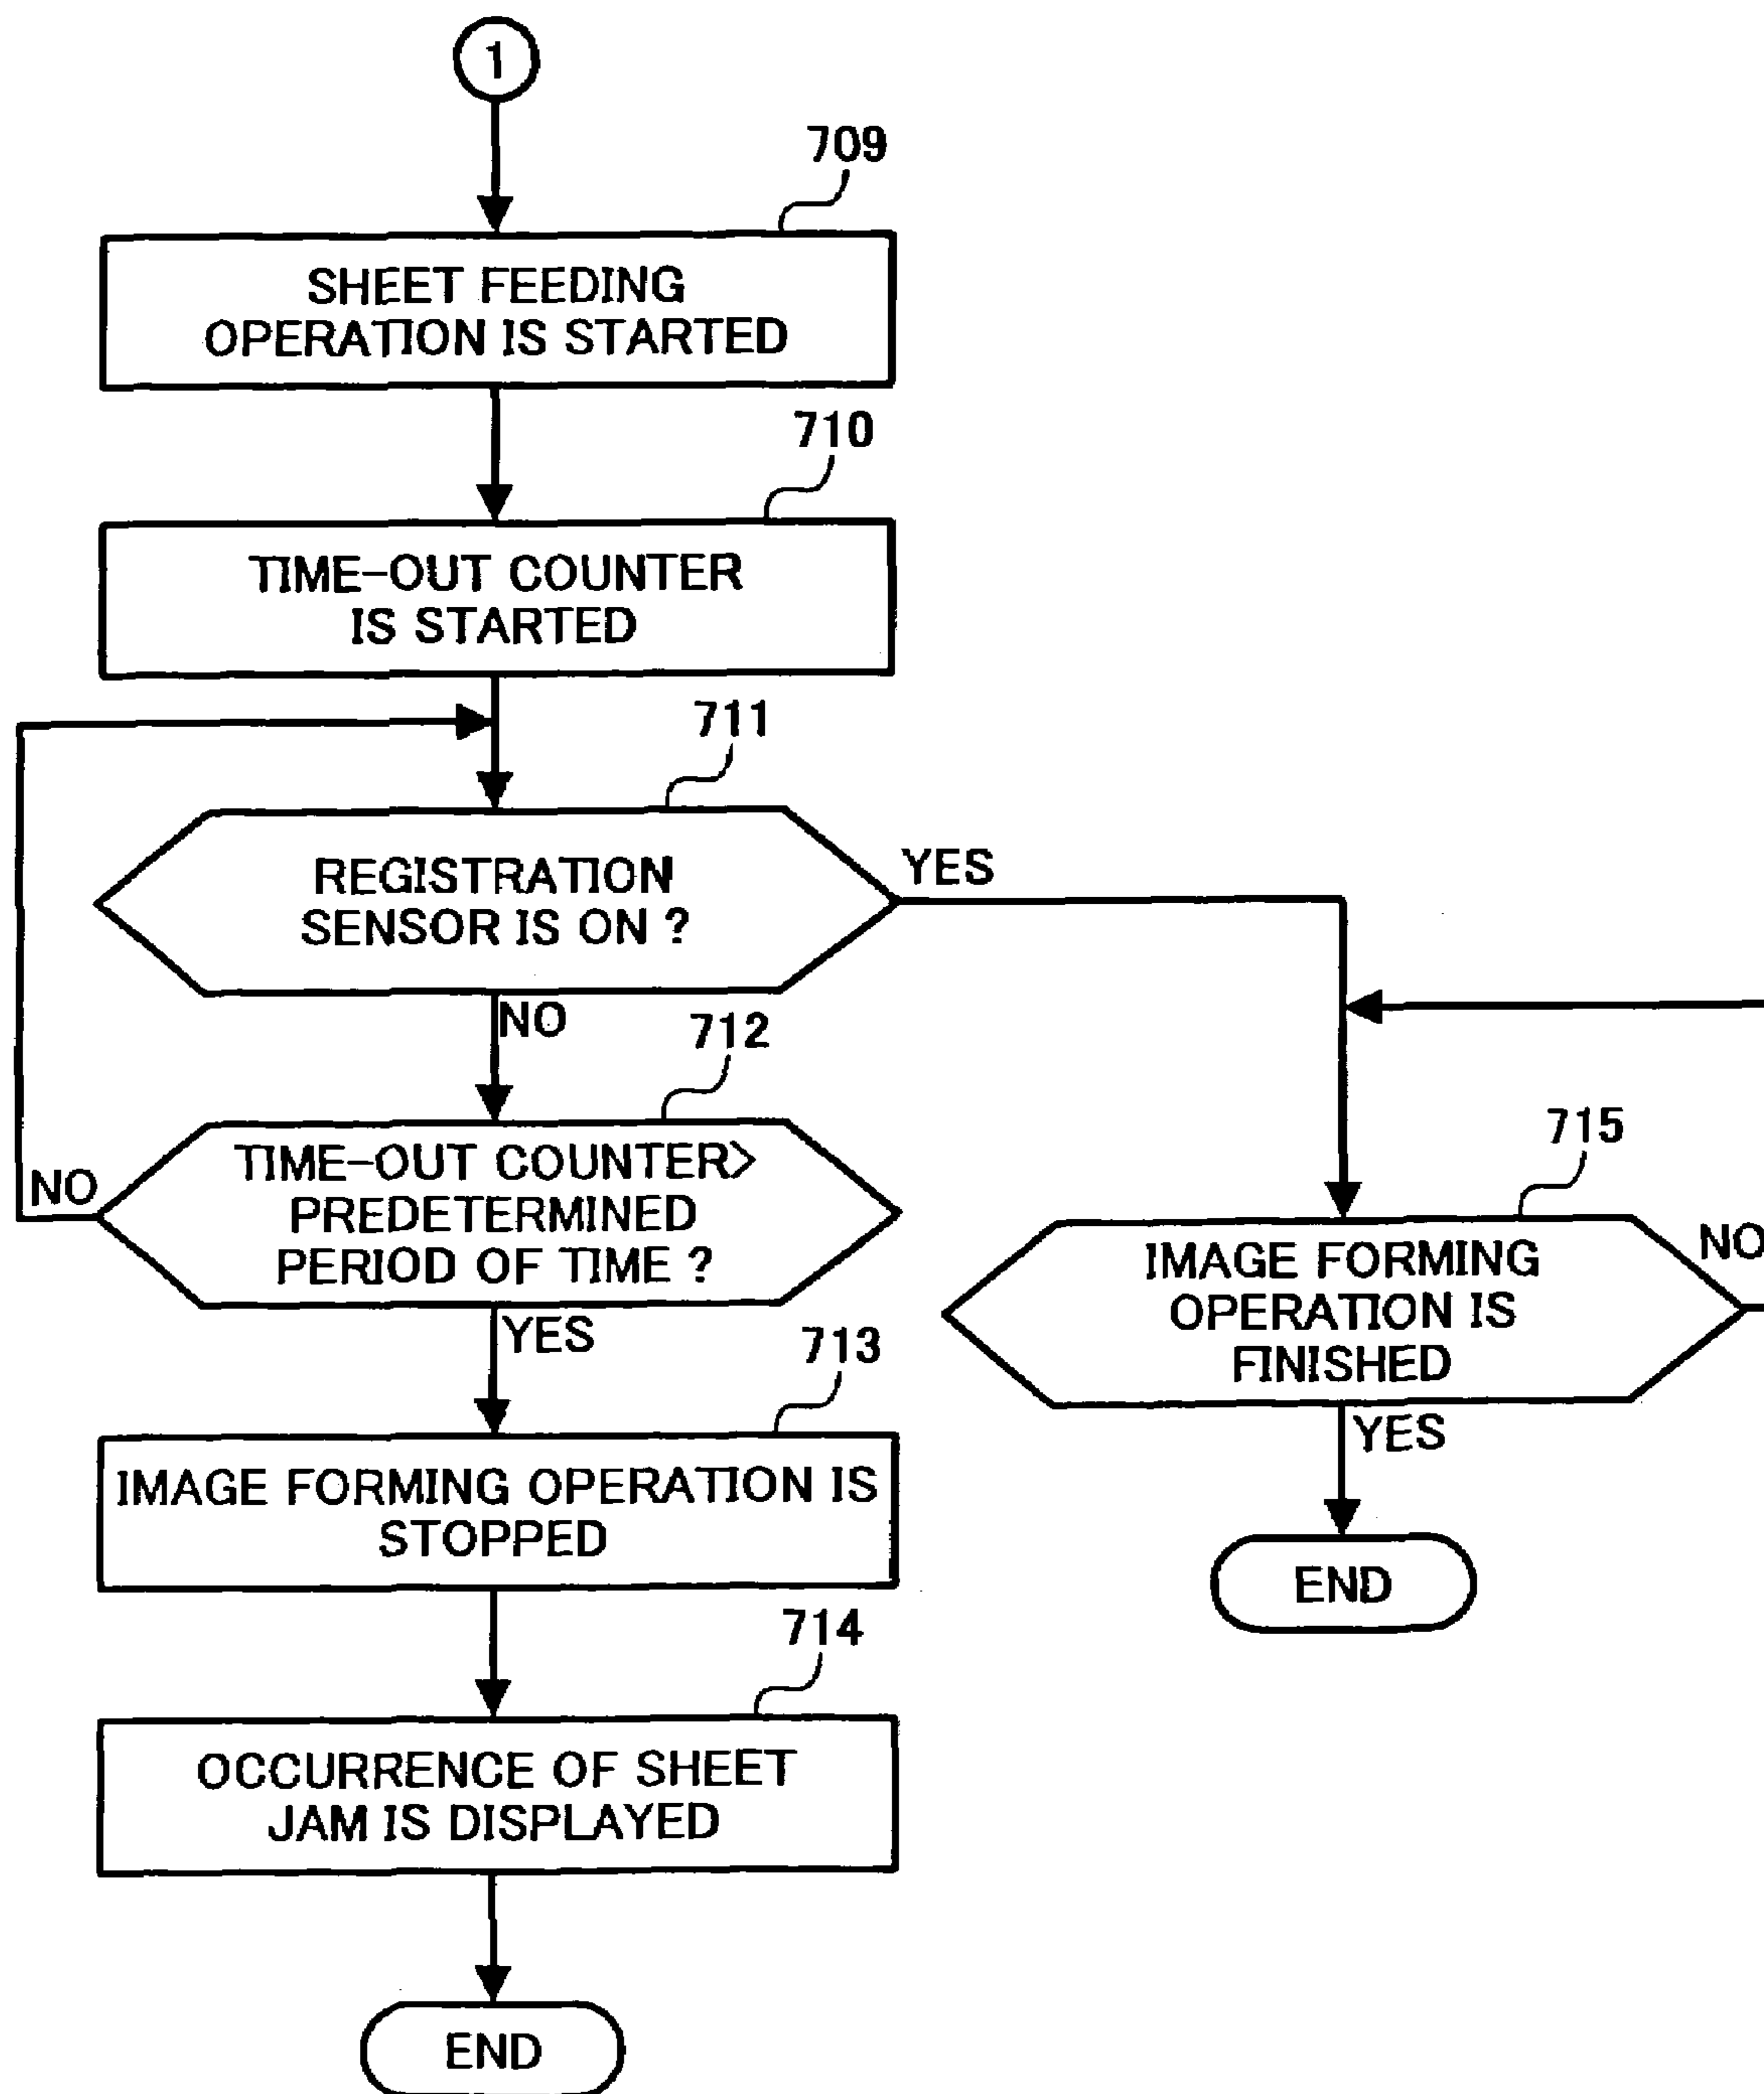 1
709
SHEET FEEDING
OPERATION IS STARTED
710
TIME-OUT COUNTER
IS STARTED
711
REGISTRATION
SENSOR IS ON ?
YES
NO
712
TIME-OUT COUNTER>
PREDETERMINED
PERIOD OF TIME ?
NO
YES
713
IMAGE FORMING OPERATION IS
STOPPED
714
OCCURRENCE OF SHEET
JAM IS DISPLAYED
END
715
IMAGE FORMING
OPERATION IS
FINISHED
NO
YES
END